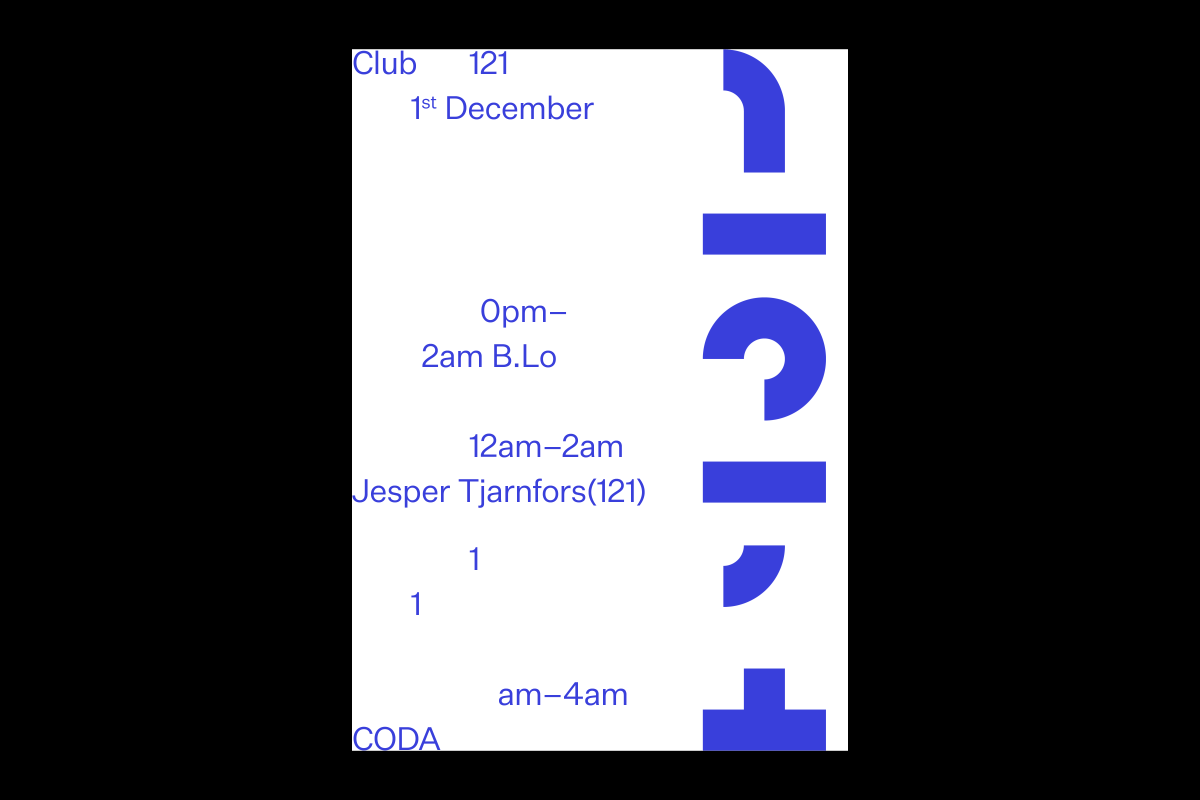 Club 121
1st December
0pm–
2am B.Lo
12am–2am
Jesper Tjarnfors(121)
1
1
am–4am
CODA